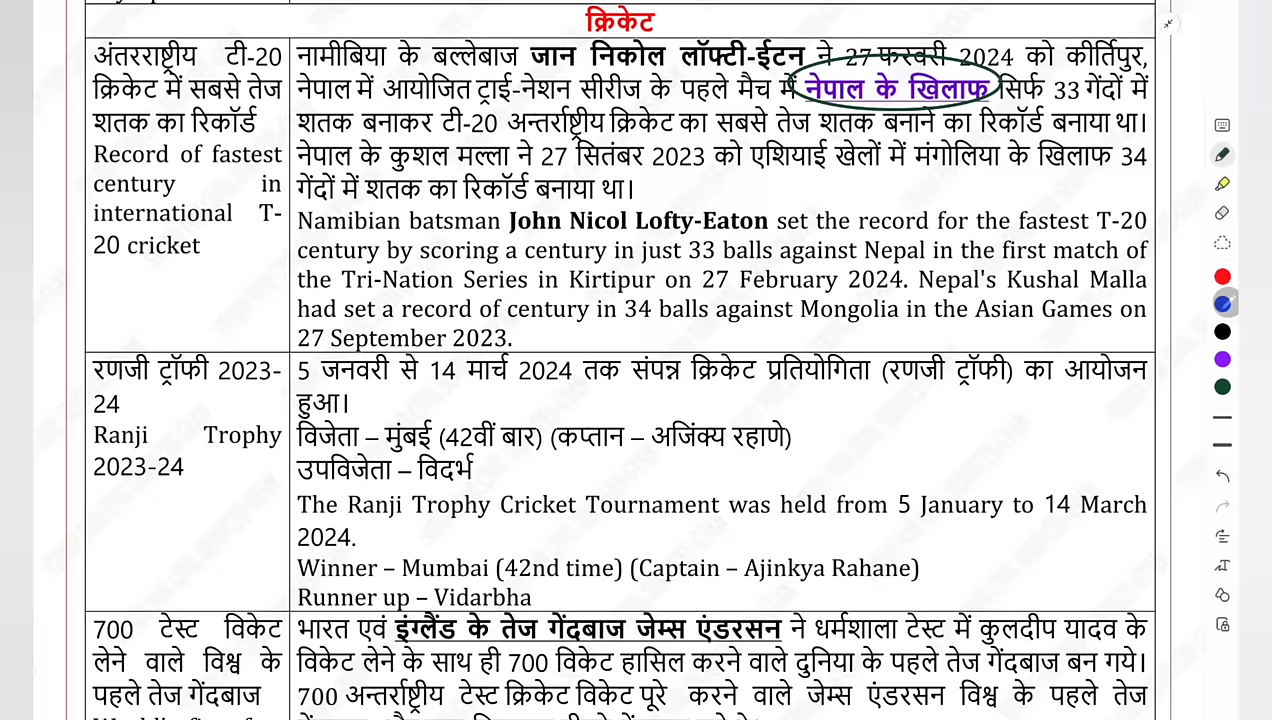 क्रिकेट
अंतरराष्ट्रीय टी-20
क्रिकेट में सबसे तेज
शतक का रिकॉर्ड
Record of fastest
century in
international T-
20 cricket
नामीबिया के बल्लेबाज जान निकोल लॉफ्टी-ईटन ने 27 फरवरी 2024 को कीर्तिपुर,
नेपाल में आयोजित ट्राई-नेशन सीरीज के पहले मैच में नेपाल के खिलाफ सिर्फ 33 गेंदों में
शतक बनाकर टी-20 अन्तर्राष्ट्रीय क्रिकेट का सबसे तेज शतक बनाने का रिकॉर्ड बनाया था।
नेपाल के कुशल मल्ला ने 27 सितंबर 2023 को एशियाई खेलों में मंगोलिया के खिलाफ 34
गेंदों में शतक का रिकॉर्ड बनाया था।
Namibian batsman John Nicol Lofty-Eaton set the record for the fastest T-20
century by scoring a century in just 33 balls against Nepal in the first match of
the Tri-Nation Series in Kirtipur on 27 February 2024. Nepal's Kushal Malla
had set a record of century in 34 balls against Mongolia in the Asian Games on
27 September 2023.
रणजी ट्रॉफी 2023-
24
Ranji Trophy
2023-24
5 जनवरी से 14 मार्च 2024 तक संपन्न क्रिकेट प्रतियोगिता (रणजी ट्रॉफी) का आयोजन
हुआ।
विजेता – मुंबई (42वीं बार) (कप्तान – अजिंक्य रहाणे)
उपविजेता – विदर्भ
The Ranji Trophy Cricket Tournament was held from 5 January to 14 March
2024.
Winner – Mumbai (42nd time) (Captain – Ajinkya Rahane)
Runner up – Vidarbha
700 टेस्ट विकेट
लेने वाले विश्व के
पहले तेज गेंदबाज
भारत एवं इंग्लैंड के तेज गेंदबाज जेम्स एंडरसन ने धर्मशाला टेस्ट में कुलदीप यादव के
विकेट लेने के साथ ही 700 विकेट हासिल करने वाले दुनिया के पहले तेज गेंदबाज बन गये।
700 अन्तर्राष्ट्रीय टेस्ट क्रिकेट विकेट पूरे करने वाले जेम्स एंडरसन विश्व के पहले तेज